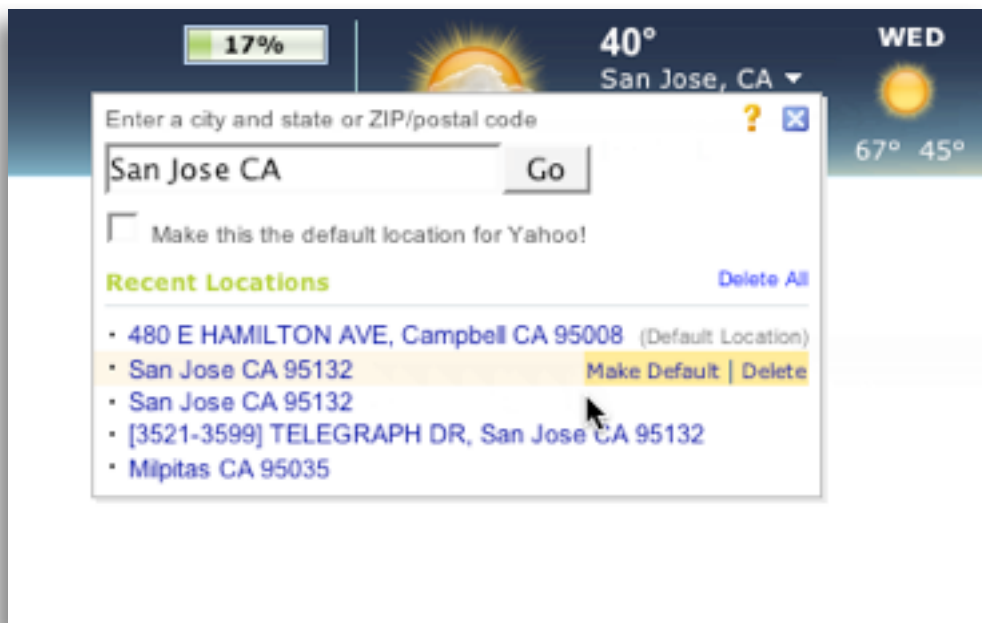 17%
40°
San Jose, CA
WED
67° 45°
Enter a city and state or ZIP/postal code
?
San Jose CA
Go
Make this the default location for Yahoo!
Recent Locations Delete All
· 480 E HAMILTON AVE, Campbell CA 95008 (Default Location)
· San Jose CA 95132 Make Default | Delete
· San Jose CA 95132
· [3521-3599] TELEGRAPH DR, San Jose CA 95132
· Milpitas CA 95035